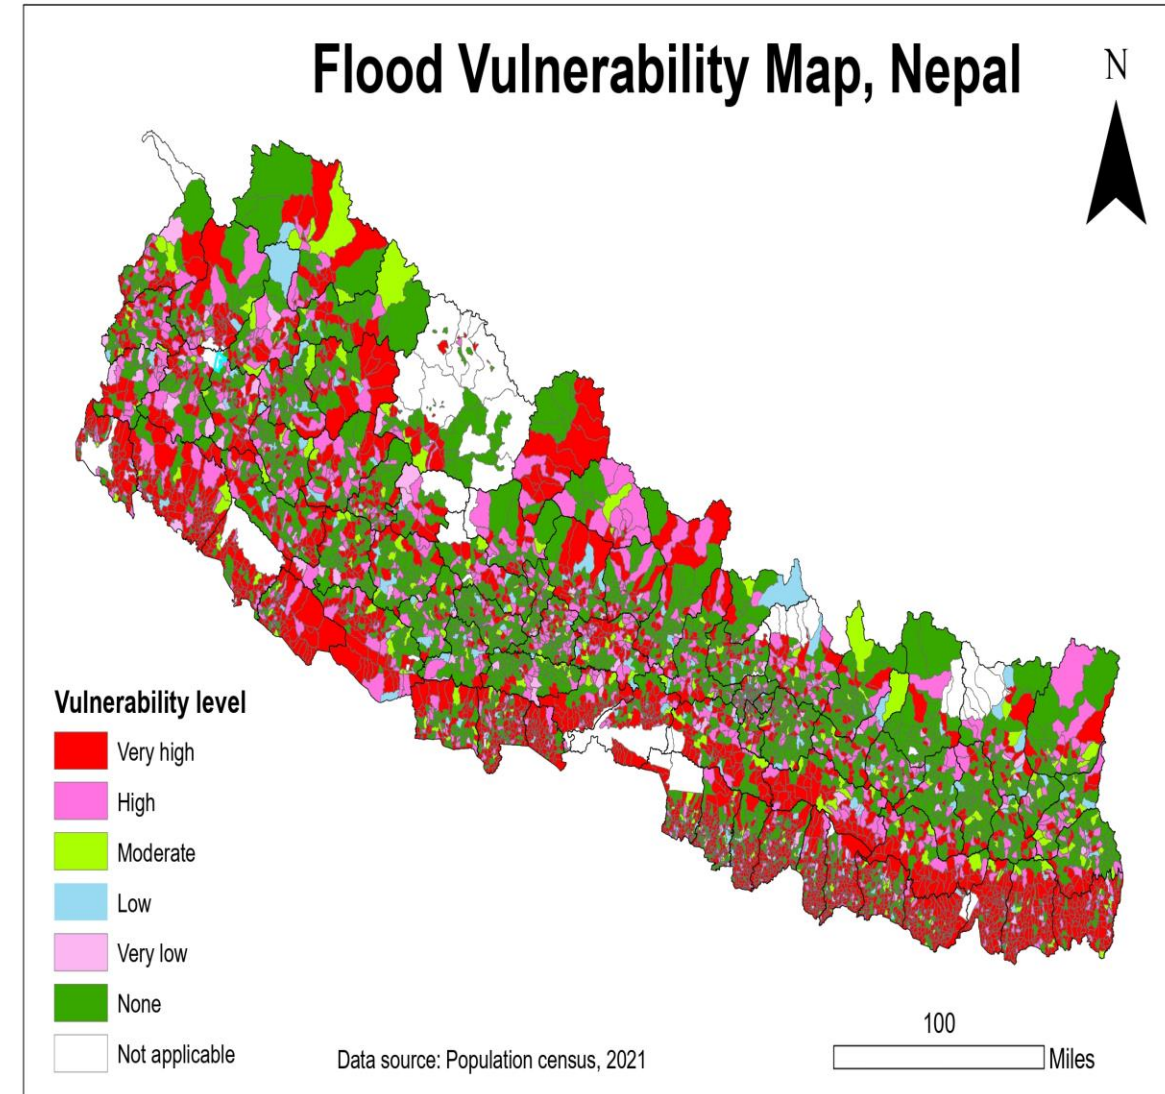 Flood Vulnerability Map, Nepal
N
Vulnerability level
Very high
High
Moderate
Low
Very low
None
Not applicable
Data source: Population census, 2021
100
Miles